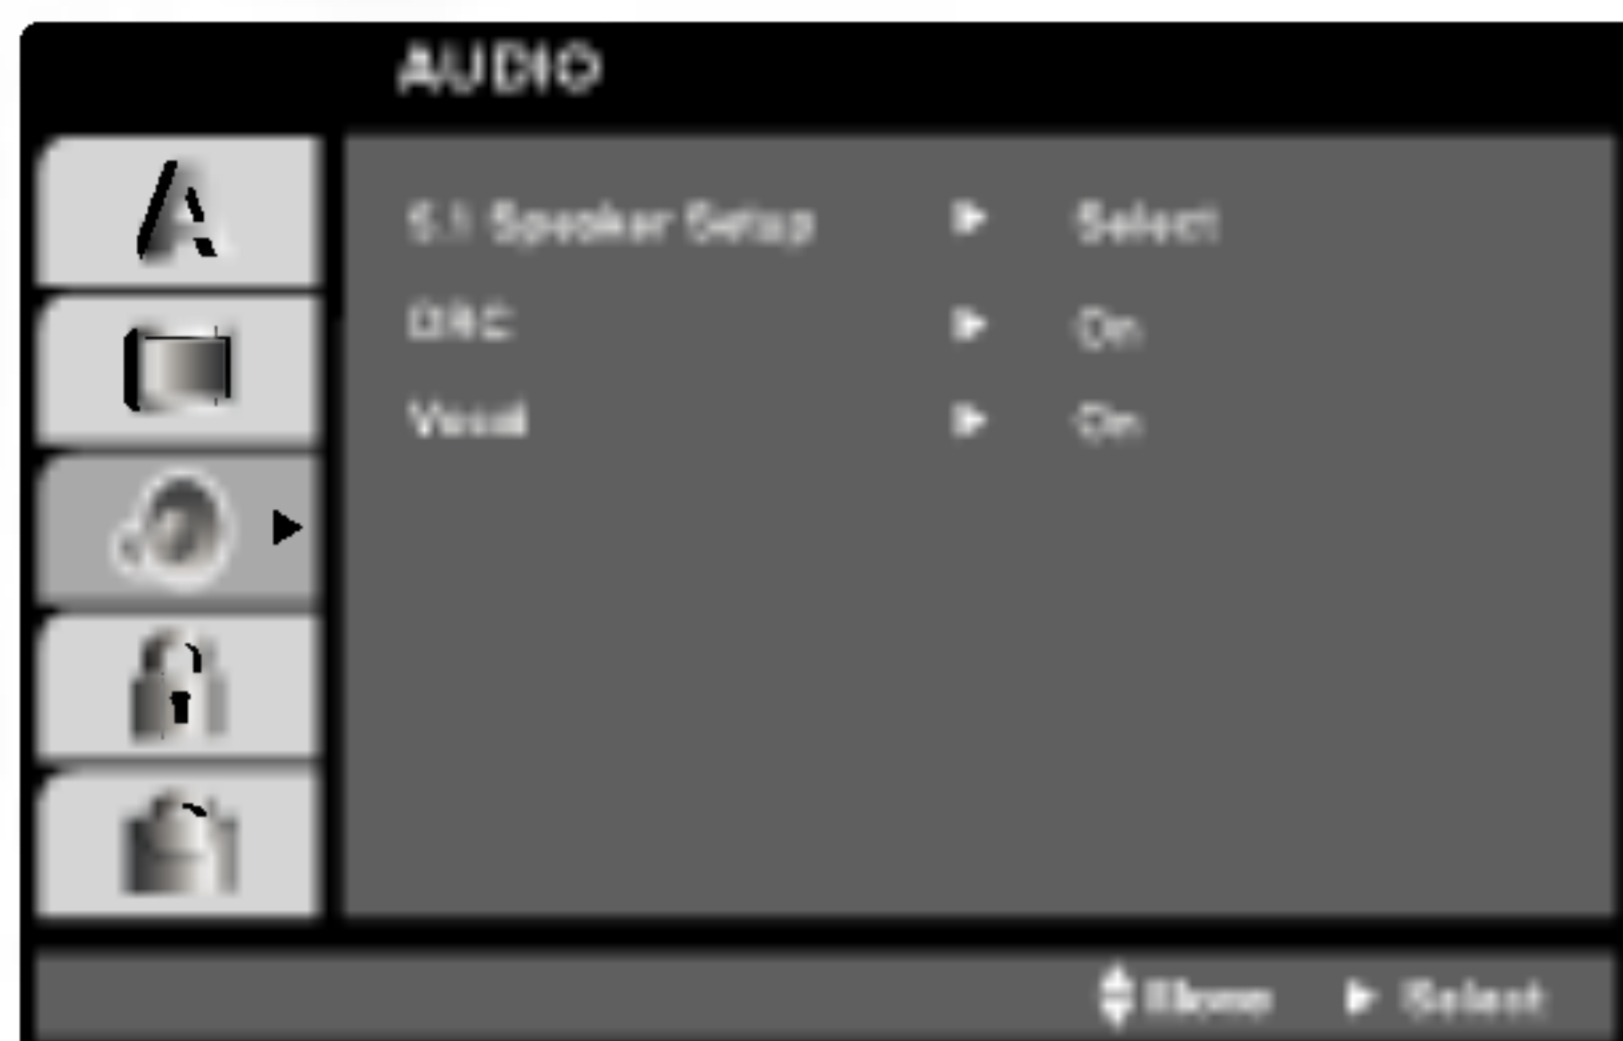 AUDIO
A
5.1 Speaker Setup Select
DRC On
Vocal On
Move Select